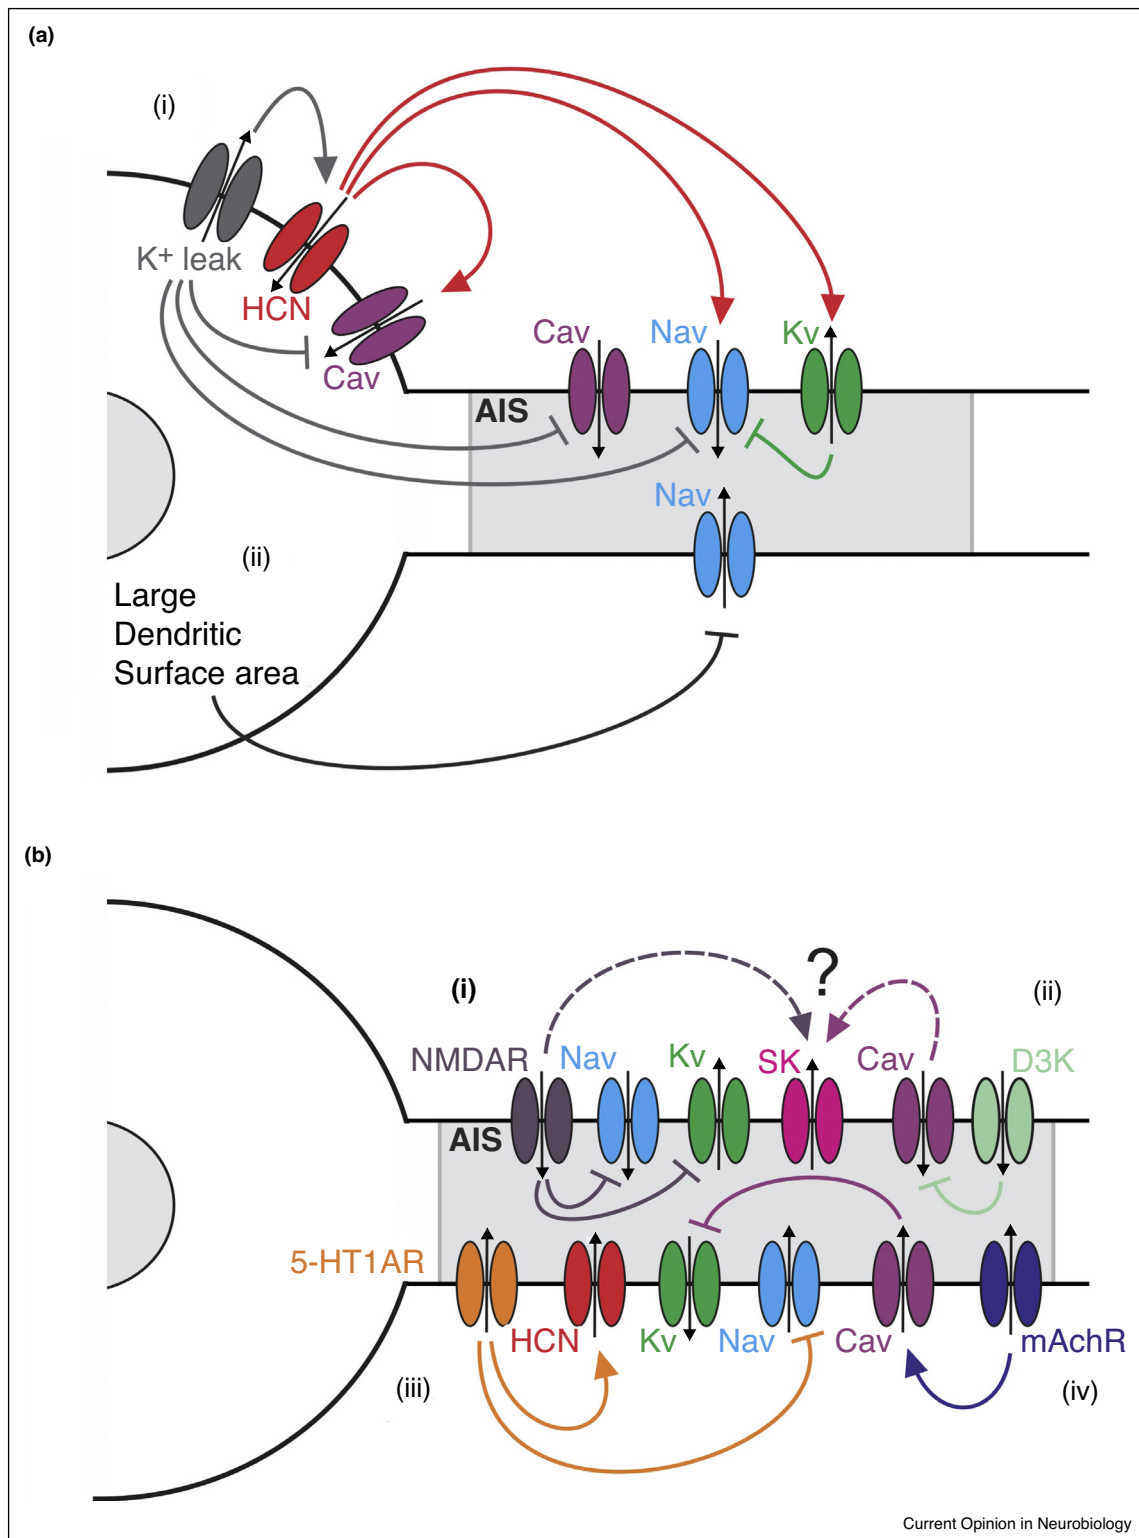 (a)
(i)
K+ leak
HCN
Cav
Cav
Nav
Kv
AIS
Nav
(ii)
Large
Dendritic
Surface area
(b)
(i)
?
(ii)
NMDAR
Nav
Kv
SK
Cav
D3K
AIS
5-HT1AR
HCN
Kv
Nav
Cav
mAchR
(iii)
(iv)
Current Opinion in Neurobiology